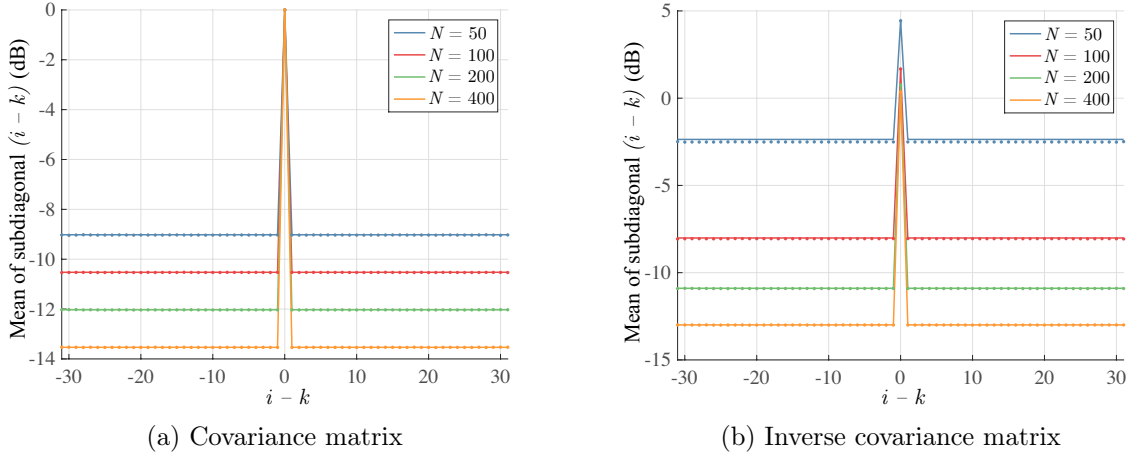 0
-2
-4
-6
-8
-10
-12
-14
Mean of subdiagonal (i – k) (dB)
N = 50
N = 100
N = 200
N = 400
-30 -20 -10 0 10 20 30
i – k
(a) Covariance matrix
5
0
-5
-10
-15
Mean of subdiagonal (i – k) (dB)
N = 50
N = 100
N = 200
N = 400
-30 -20 -10 0 10 20 30
i – k
(b) Inverse covariance matrix